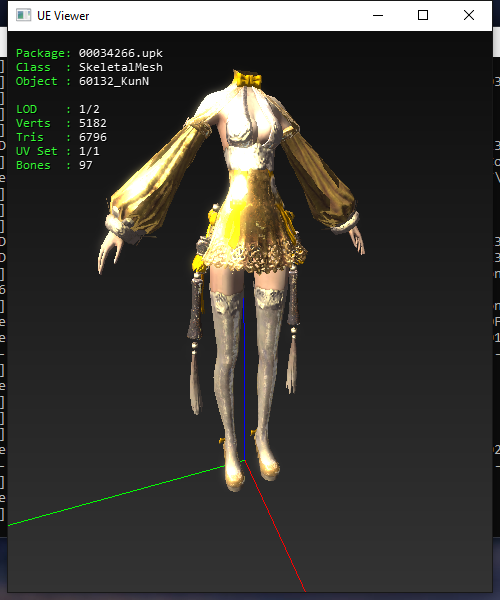 UE Viewer
Package: 00034266.upk
Class : SkeletalMesh
Object : 60132_KunN
LOD : 1/2
Verts : 5182
Tris : 6796
UV Set : 1/1
Bones : 97